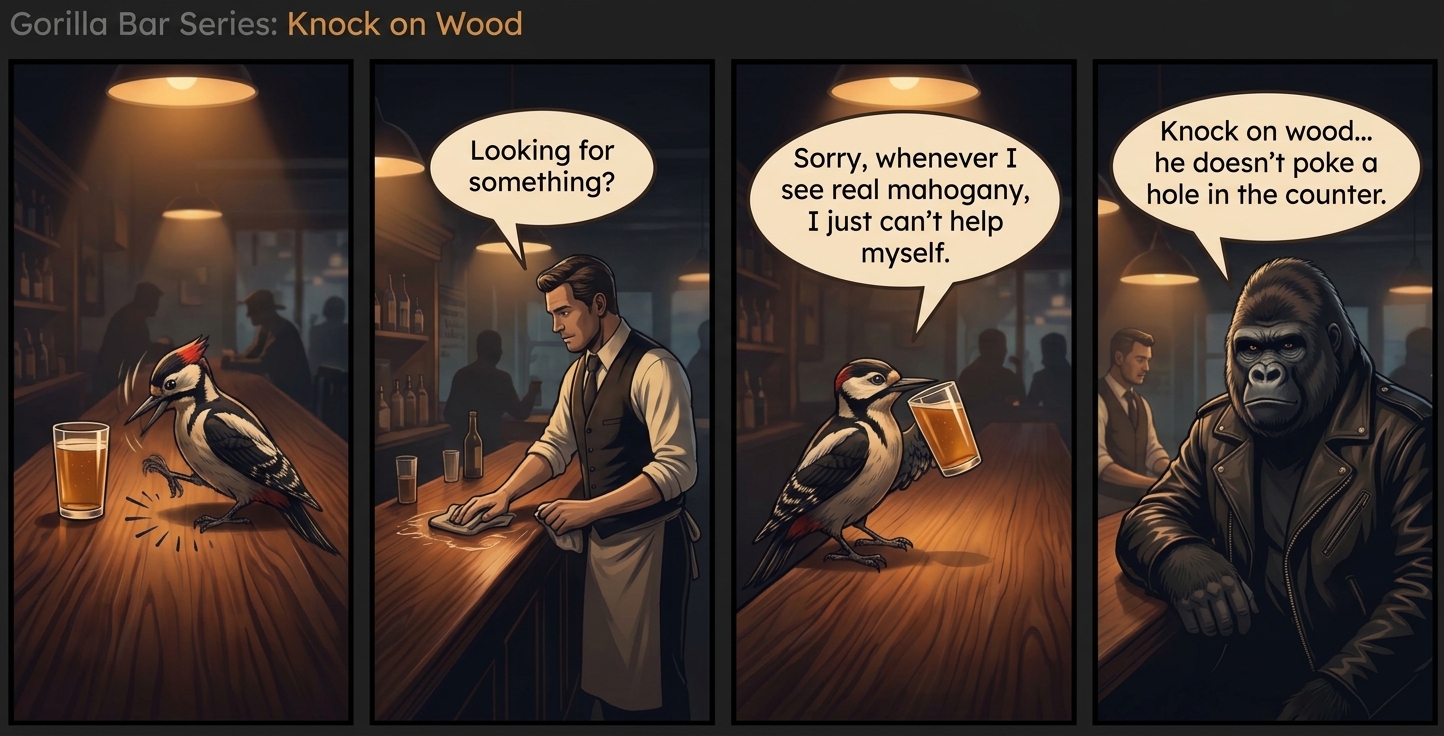 Gorilla Bar Series: Knock on Wood
Looking for
something?
Sorry, whenever I
see real mahogany,
I just can’t help
myself.
Knock on wood...
he doesn’t poke a
hole in the counter.